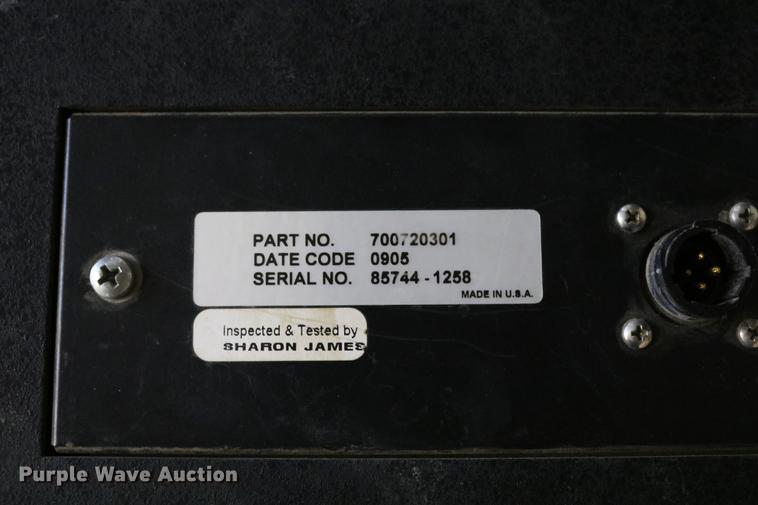 PART NO. 700720301
DATE CODE 0905
SERIAL NO. 85744-1258
MADE IN U.S.A.
Inspected & Tested by
SHARON JAMES
Purple Wave Auction